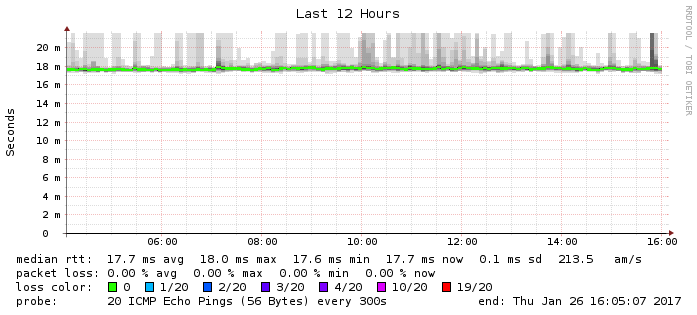 Last 12 Hours
RRDTOOL / TOBI OETIKER
Seconds
20 m
18 m
16 m
14 m
12 m
10 m
8 m
6 m
4 m
2 m
0
06:00 08:00 10:00 12:00 14:00 16:00
median rtt: 17.7 ms avg 18.0 ms max 17.6 ms min 17.7 ms now 0.1 ms sd 213.5 am/s
packet loss: 0.00 % avg 0.00 % max 0.00 % min 0.00 % now
loss color: 0 1/20 2/20 3/20 4/20 10/20 19/20
probe: 20 ICMP Echo Pings (56 Bytes) every 300s end: Thu Jan 26 16:05:07 2017